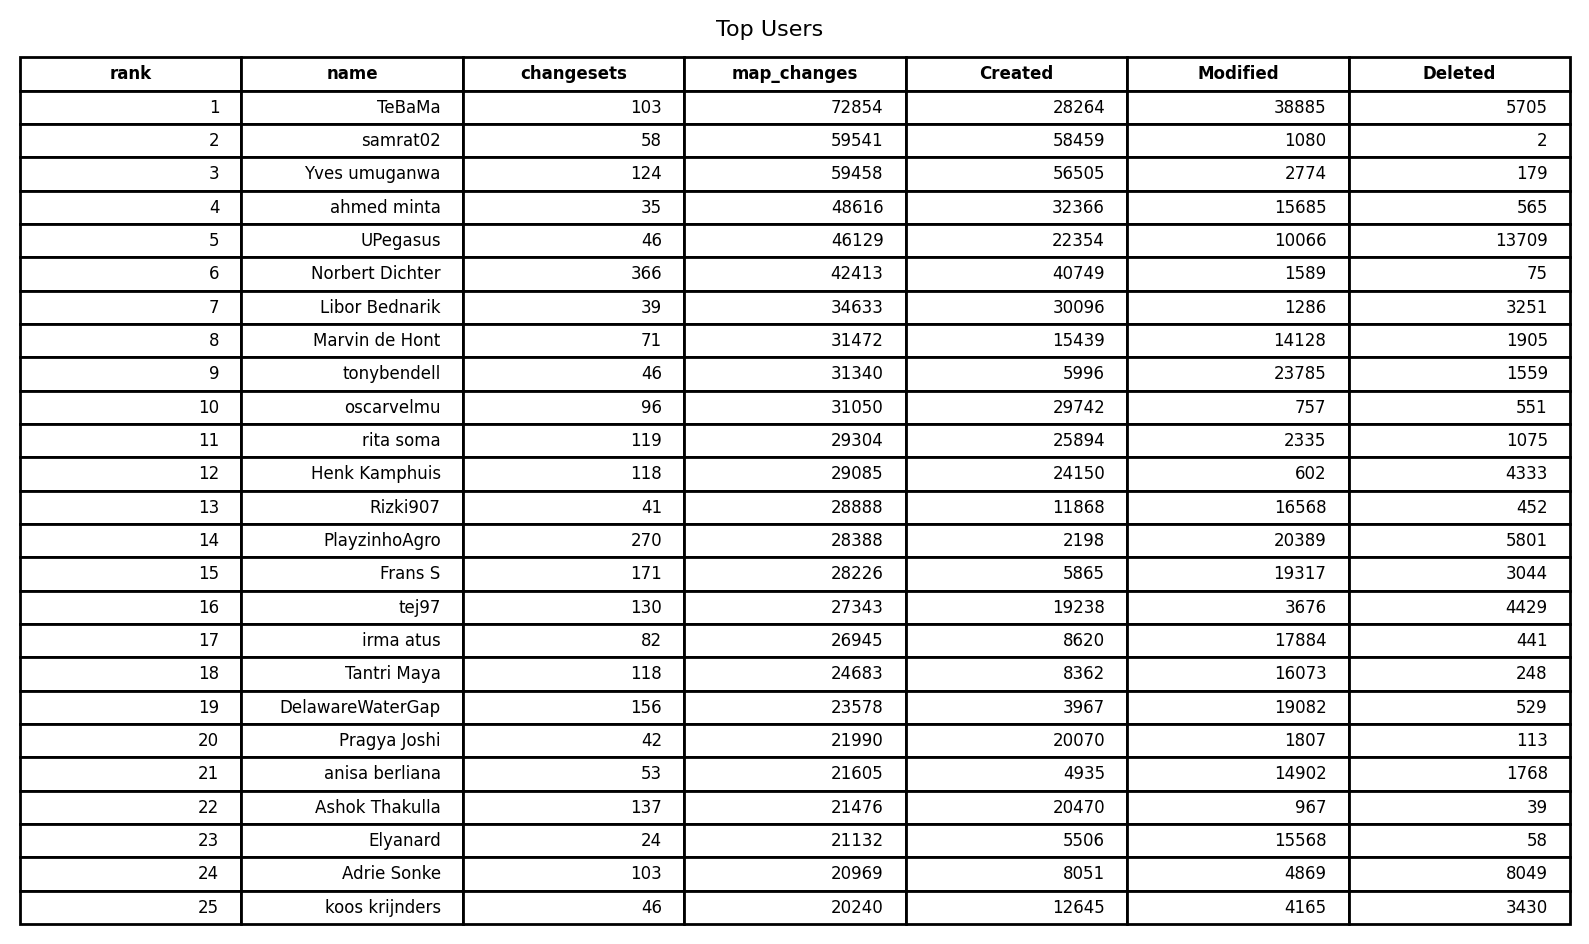 Top Users
rank name changesets map_changes Created Modified Deleted
1 TeBaMa 103 72854 28264 38885 5705
2 samrat02 58 59541 58459 1080 2
3 Yves umuganwa 124 59458 56505 2774 179
4 ahmed minta 35 48616 32366 15685 565
5 UPegasus 46 46129 22354 10066 13709
6 Norbert Dichter 366 42413 40749 1589 75
7 Libor Bednarik 39 34633 30096 1286 3251
8 Marvin de Hont 71 31472 15439 14128 1905
9 tonybendell 46 31340 5996 23785 1559
10 oscarvelmu 96 31050 29742 757 551
11 rita soma 119 29304 25894 2335 1075
12 Henk Kamphuis 118 29085 24150 602 4333
13 Rizki907 41 28888 11868 16568 452
14 PlayzinhoAgro 270 28388 2198 20389 5801
15 Frans S 171 28226 5865 19317 3044
16 tej97 130 27343 19238 3676 4429
17 irma atus 82 26945 8620 17884 441
18 Tantri Maya 118 24683 8362 16073 248
19 DelawareWaterGap 156 23578 3967 19082 529
20 Pragya Joshi 42 21990 20070 1807 113
21 anisa berliana 53 21605 4935 14902 1768
22 Ashok Thakulla 137 21476 20470 967 39
23 Elyanard 24 21132 5506 15568 58
24 Adrie Sonke 103 20969 8051 4869 8049
25 koos krijnders 46 20240 12645 4165 3430